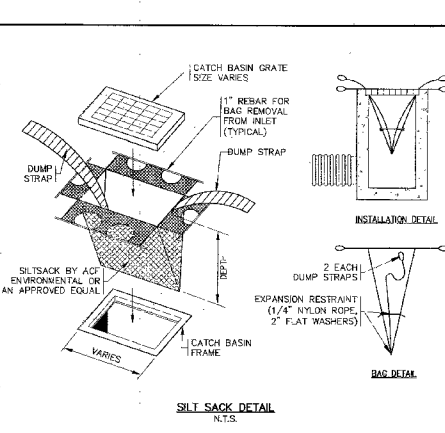 CATCH BASIN GRATE
SIZE VARIES
1" REBAR FOR
BAG REMOVAL
FROM INLET
(TYPICAL)
DUMP STRAP
DUMP
STRAP
SILTSACK BY ACF
ENVIRONMENTAL OR
AN APPROVED EQUAL
DEPTH
CATCH BASIN
FRAME
VARIES
INSTALLATION DETAIL
2 EACH
DUMP STRAPS
EXPANSION RESTRAINT
(1/4" NYLON ROPE,
2" FLAT WASHERS)
BAG DETAIL
SILT SACK DETAIL
N.T.S.